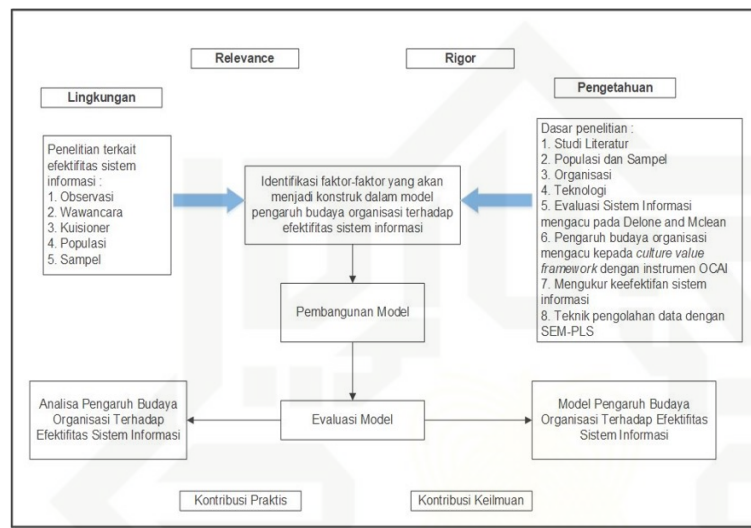 Relevance
Rigor
Lingkungan
Pengetahuan
Penelitian terkait
efektifitas sistem
informasi :
1. Observasi
2. Wawancara
3. Kuisioner
4. Populasi
5. Sampel
Identifikasi faktor-faktor yang akan
menjadi konstruk dalam model
pengaruh budaya organisasi terhadap
efektifitas sistem informasi
Dasar penelitian :
1. Studi Literatur
2. Populasi dan Sampel
3. Organisasi
4. Teknologi
5. Evaluasi Sistem Informasi
mengacu pada Delone and Mclean
6. Pengaruh budaya organisasi
mengacu kepada culture value
framework dengan instrumen OCAI
7. Mengukur keefektifan sistem
informasi
8. Teknik pengolahan data dengan
SEM-PLS
Pembangunan Model
Analisa Pengaruh Budaya
Organisasi Terhadap
Efektifitas Sistem Informasi
Evaluasi Model
Model Pengaruh Budaya
Organisasi Terhadap Efektifitas
Sistem Informasi
Kontribusi Praktis
Kontribusi Keilmuan